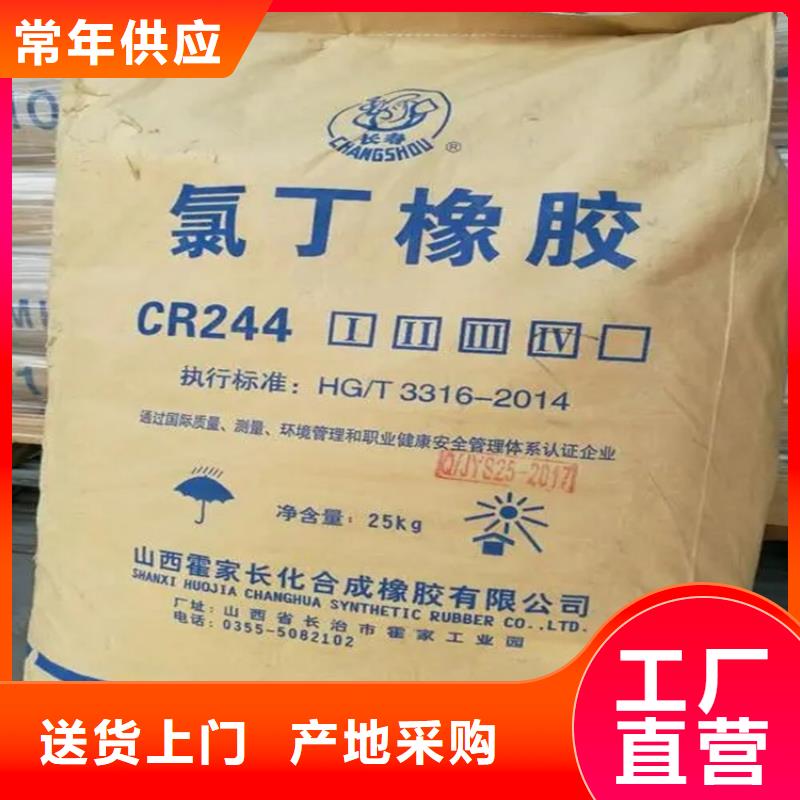 常年供应
长春
CHANGSHOU
®
氯丁橡胶
CR244 I II III IV
执行标准：HG/T 3316-2014
通过国际质量、测量、环境管理和职业健康安全管理体系认证企业
Q/JYS25-2017
净含量：25kg
山西霍家长化合成橡胶有限公司
SHANXI HUOJIA CHANGHUA SYNTHETIC RUBBER CO.,LTD.
厂址：山西省长治市霍家工业园
电话：0355-5082102
送货上门 产地采购
工厂
直营